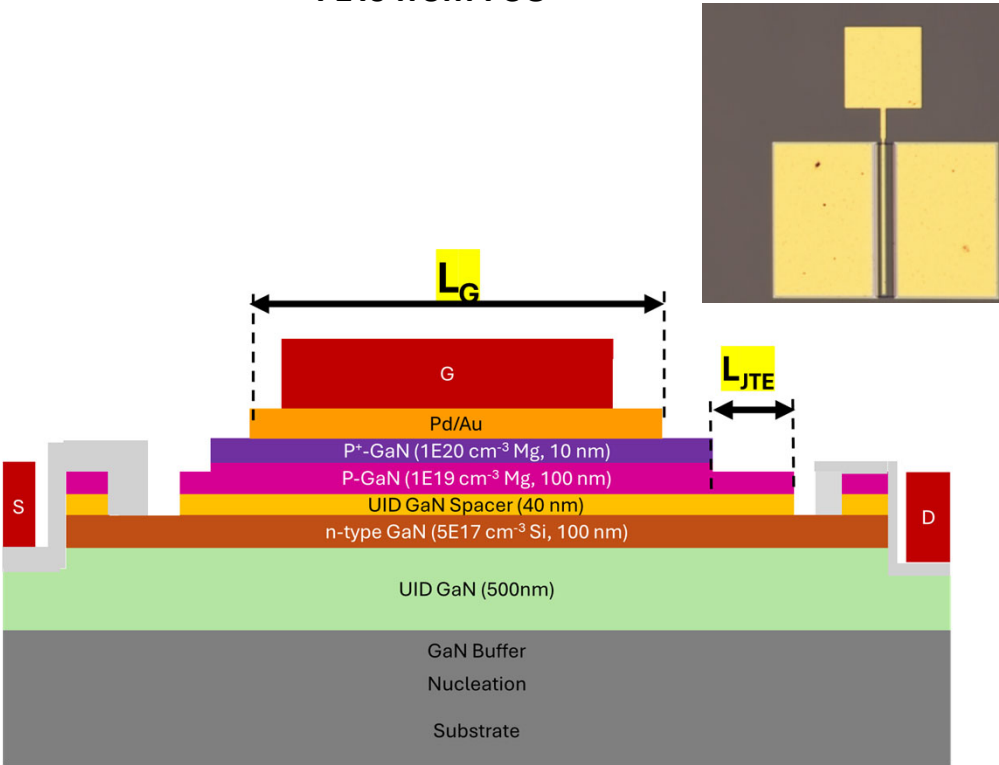 L_G
L_JTE
G
Pd/Au
P⁺-GaN (1E20 cm⁻³ Mg, 10 nm)
P-GaN (1E19 cm⁻³ Mg, 100 nm)
UID GaN Spacer (40 nm)
S
D
n-type GaN (5E17 cm⁻³ Si, 100 nm)
UID GaN (500nm)
GaN Buffer
Nucleation
Substrate